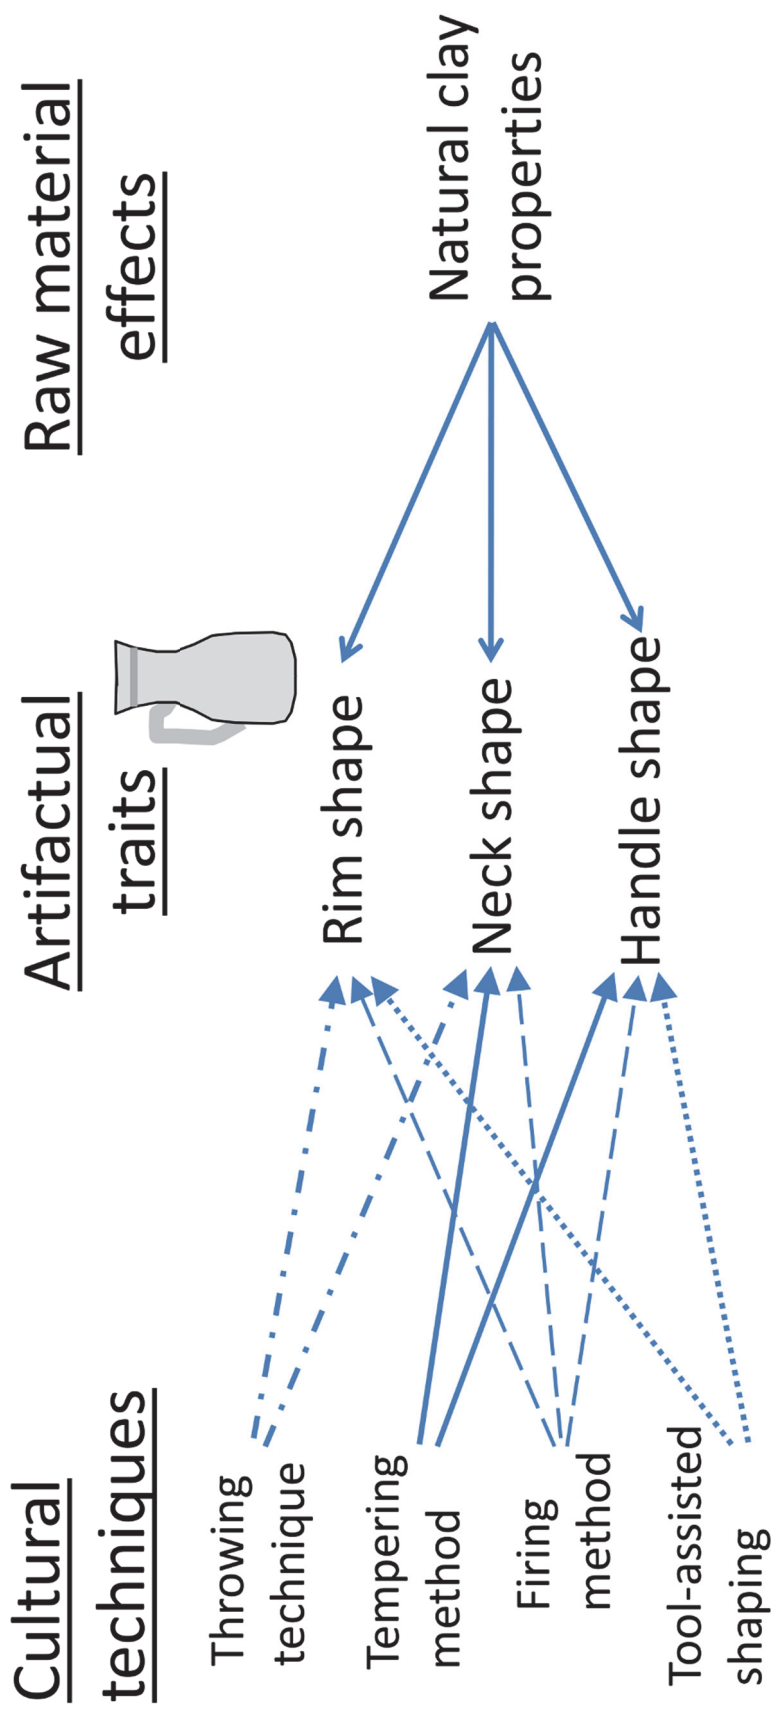 Cultural
techniques
Throwing
technique
Tempering
method
Firing
method
Tool-assisted
shaping
Artifactual
traits
Rim shape
Neck shape
Handle shape
Raw material
effects
Natural clay
properties